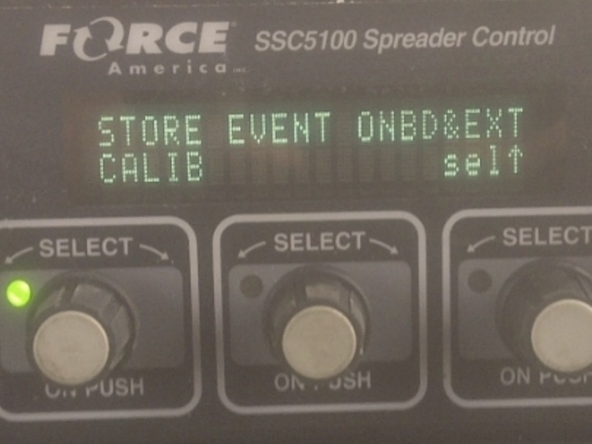 FORCE America INC. SSC5100 Spreader Control
STORE EVENT ONBD&EXT
CALIB sel↑
SELECT SELECT SELECT
ON PUSH ON PUSH ON PUSH